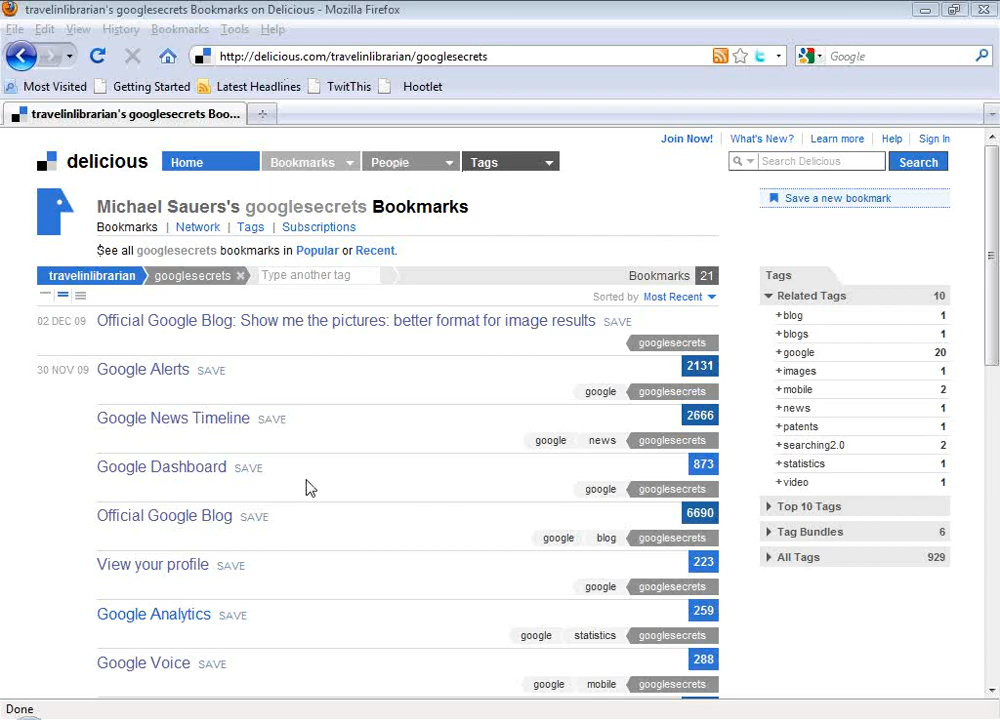 travelinlibrarian's googlesecrets Bookmarks on Delicious - Mozilla Firefox
File Edit View History Bookmarks Tools Help
http://delicious.com/travelinlibrarian/googlesecrets
Google
Most Visited Getting Started Latest Headlines TwitThis Hootlet
travelinlibrarian's googlesecrets Boo...
Join Now! What's New? Learn more Help Sign In
delicious Home Bookmarks People Tags
Search Delicious Search
Michael Sauers's googlesecrets Bookmarks
Save a new bookmark
Bookmarks | Network | Tags | Subscriptions
See all googlesecrets bookmarks in Popular or Recent.
travelinlibrarian googlesecrets Type another tag Bookmarks 21
Sorted by Most Recent
02 DEC 09 Official Google Blog: Show me the pictures: better format for image results SAVE
googlesecrets
30 NOV 09 Google Alerts SAVE 2131
google googlesecrets
Google News Timeline SAVE 2666
google news googlesecrets
Google Dashboard SAVE 873
google googlesecrets
Official Google Blog SAVE 6690
google blog googlesecrets
View your profile SAVE 223
google googlesecrets
Google Analytics SAVE 259
google statistics googlesecrets
Google Voice SAVE 288
google mobile googlesecrets
Tags
Related Tags 10
+blog 1
+blogs 1
+google 20
+images 1
+mobile 2
+news 1
+patents 1
+searching2.0 2
+statistics 1
+video 1
Top 10 Tags
Tag Bundles 6
All Tags 929
Done